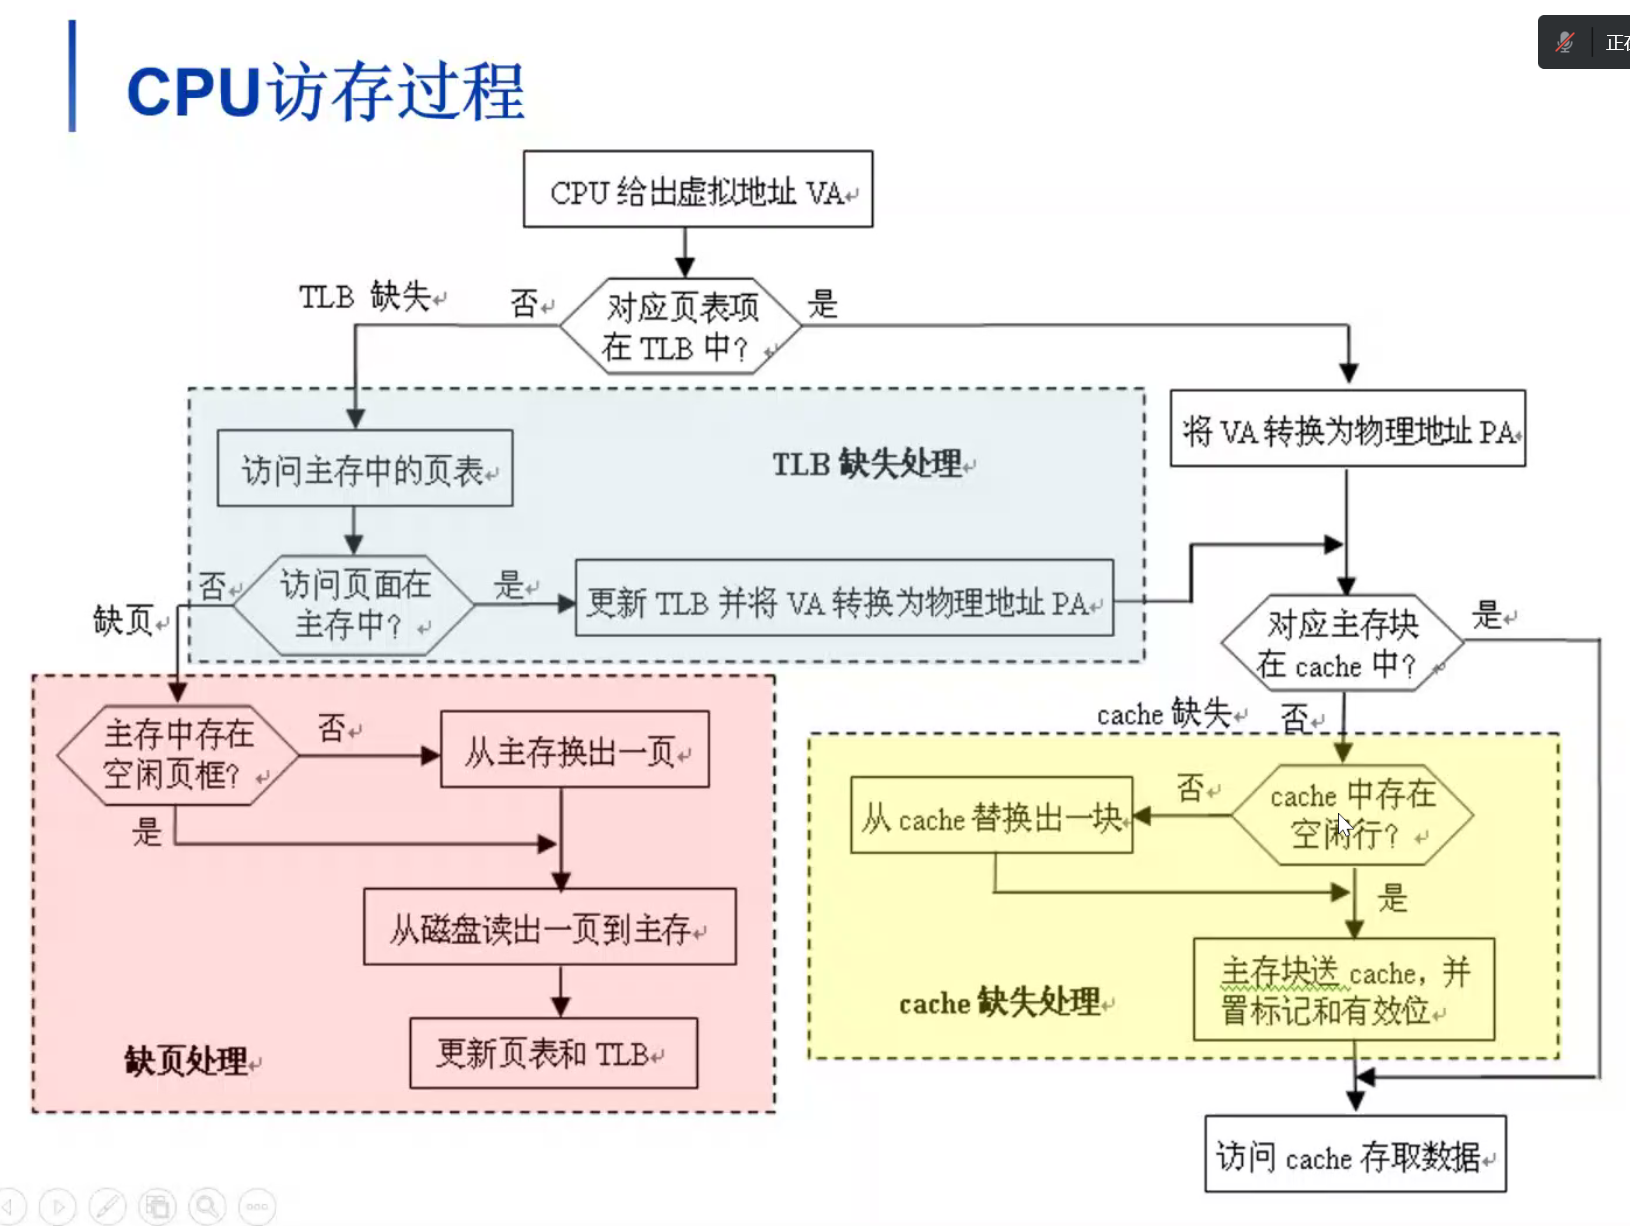 正在
CPU访存过程
CPU 给出虚拟地址 VA
TLB 缺失
否
对应页表项
在 TLB 中?
是
将 VA 转换为物理地址 PA
访问主存中的页表
TLB 缺失处理
否
访问页面在
主存中?
是
更新 TLB 并将 VA 转换为物理地址 PA
缺页
对应主存块
在 cache 中?
是
cache 缺失
否
主存中存在
空闲页框?
否
从主存换出一页
是
从 cache 替换出一块
否
cache 中存在
空闲行?
是
从磁盘读出一页到主存
主存块送 cache，并
置标记和有效位
cache 缺失处理
更新页表和 TLB
缺页处理
访问 cache 存取数据